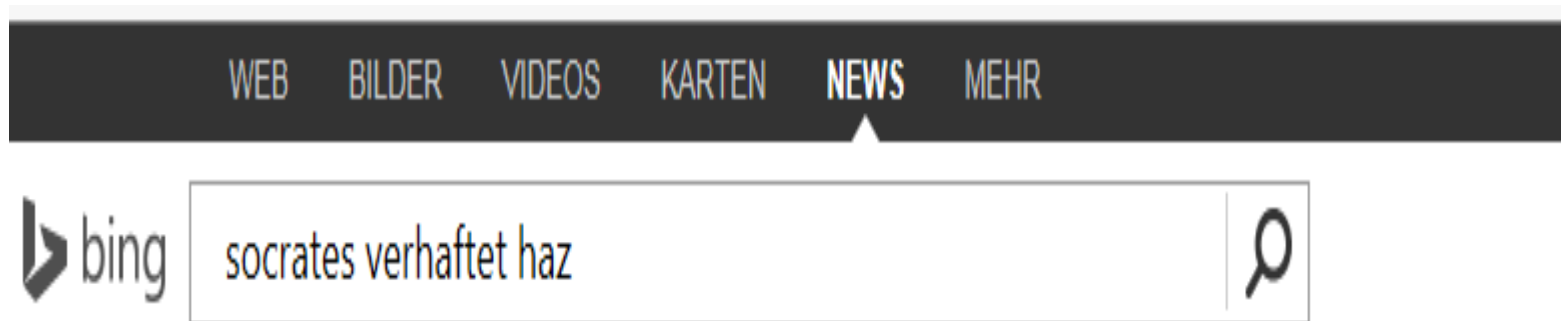 WEB BILDER VIDEOS KARTEN NEWS MEHR
bing socrates verhaftet haz